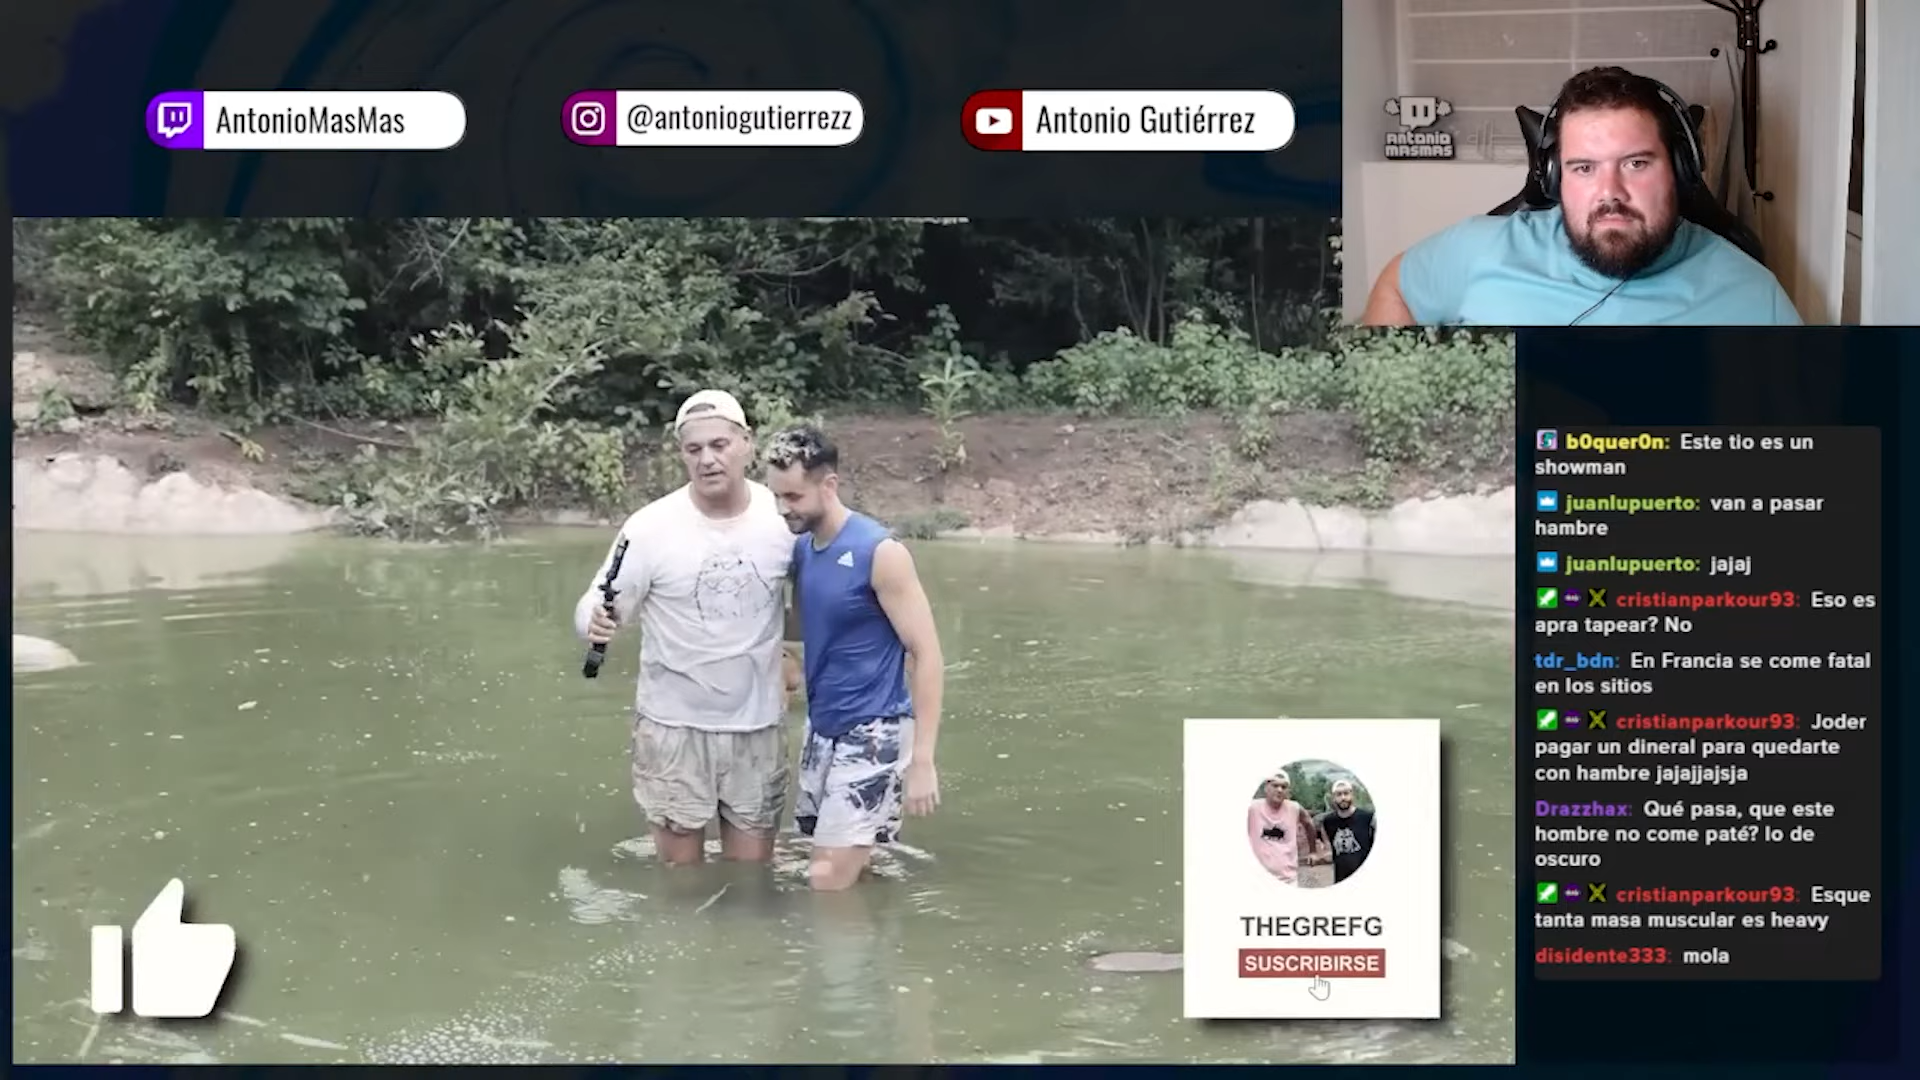 AntonioMasMas
@antoniogutierrezz
Antonio Gutiérrez
ANTONIO
MASMAS
b0quer0n: Este tio es un
showman
juanlupuerto: van a pasar
hambre
juanlupuerto: jajaj
cristianparkour93: Eso es
apra tapear? No
tdr_bdn: En Francia se come fatal
en los sitios
cristianparkour93: Joder
pagar un dineral para quedarte
con hambre jajajjajsja
Drazzhax: Qué pasa, que este
hombre no come paté? lo de
oscuro
cristianparkour93: Esque
tanta masa muscular es heavy
disidente333: mola
THEGREFG
SUSCRIBIRSE